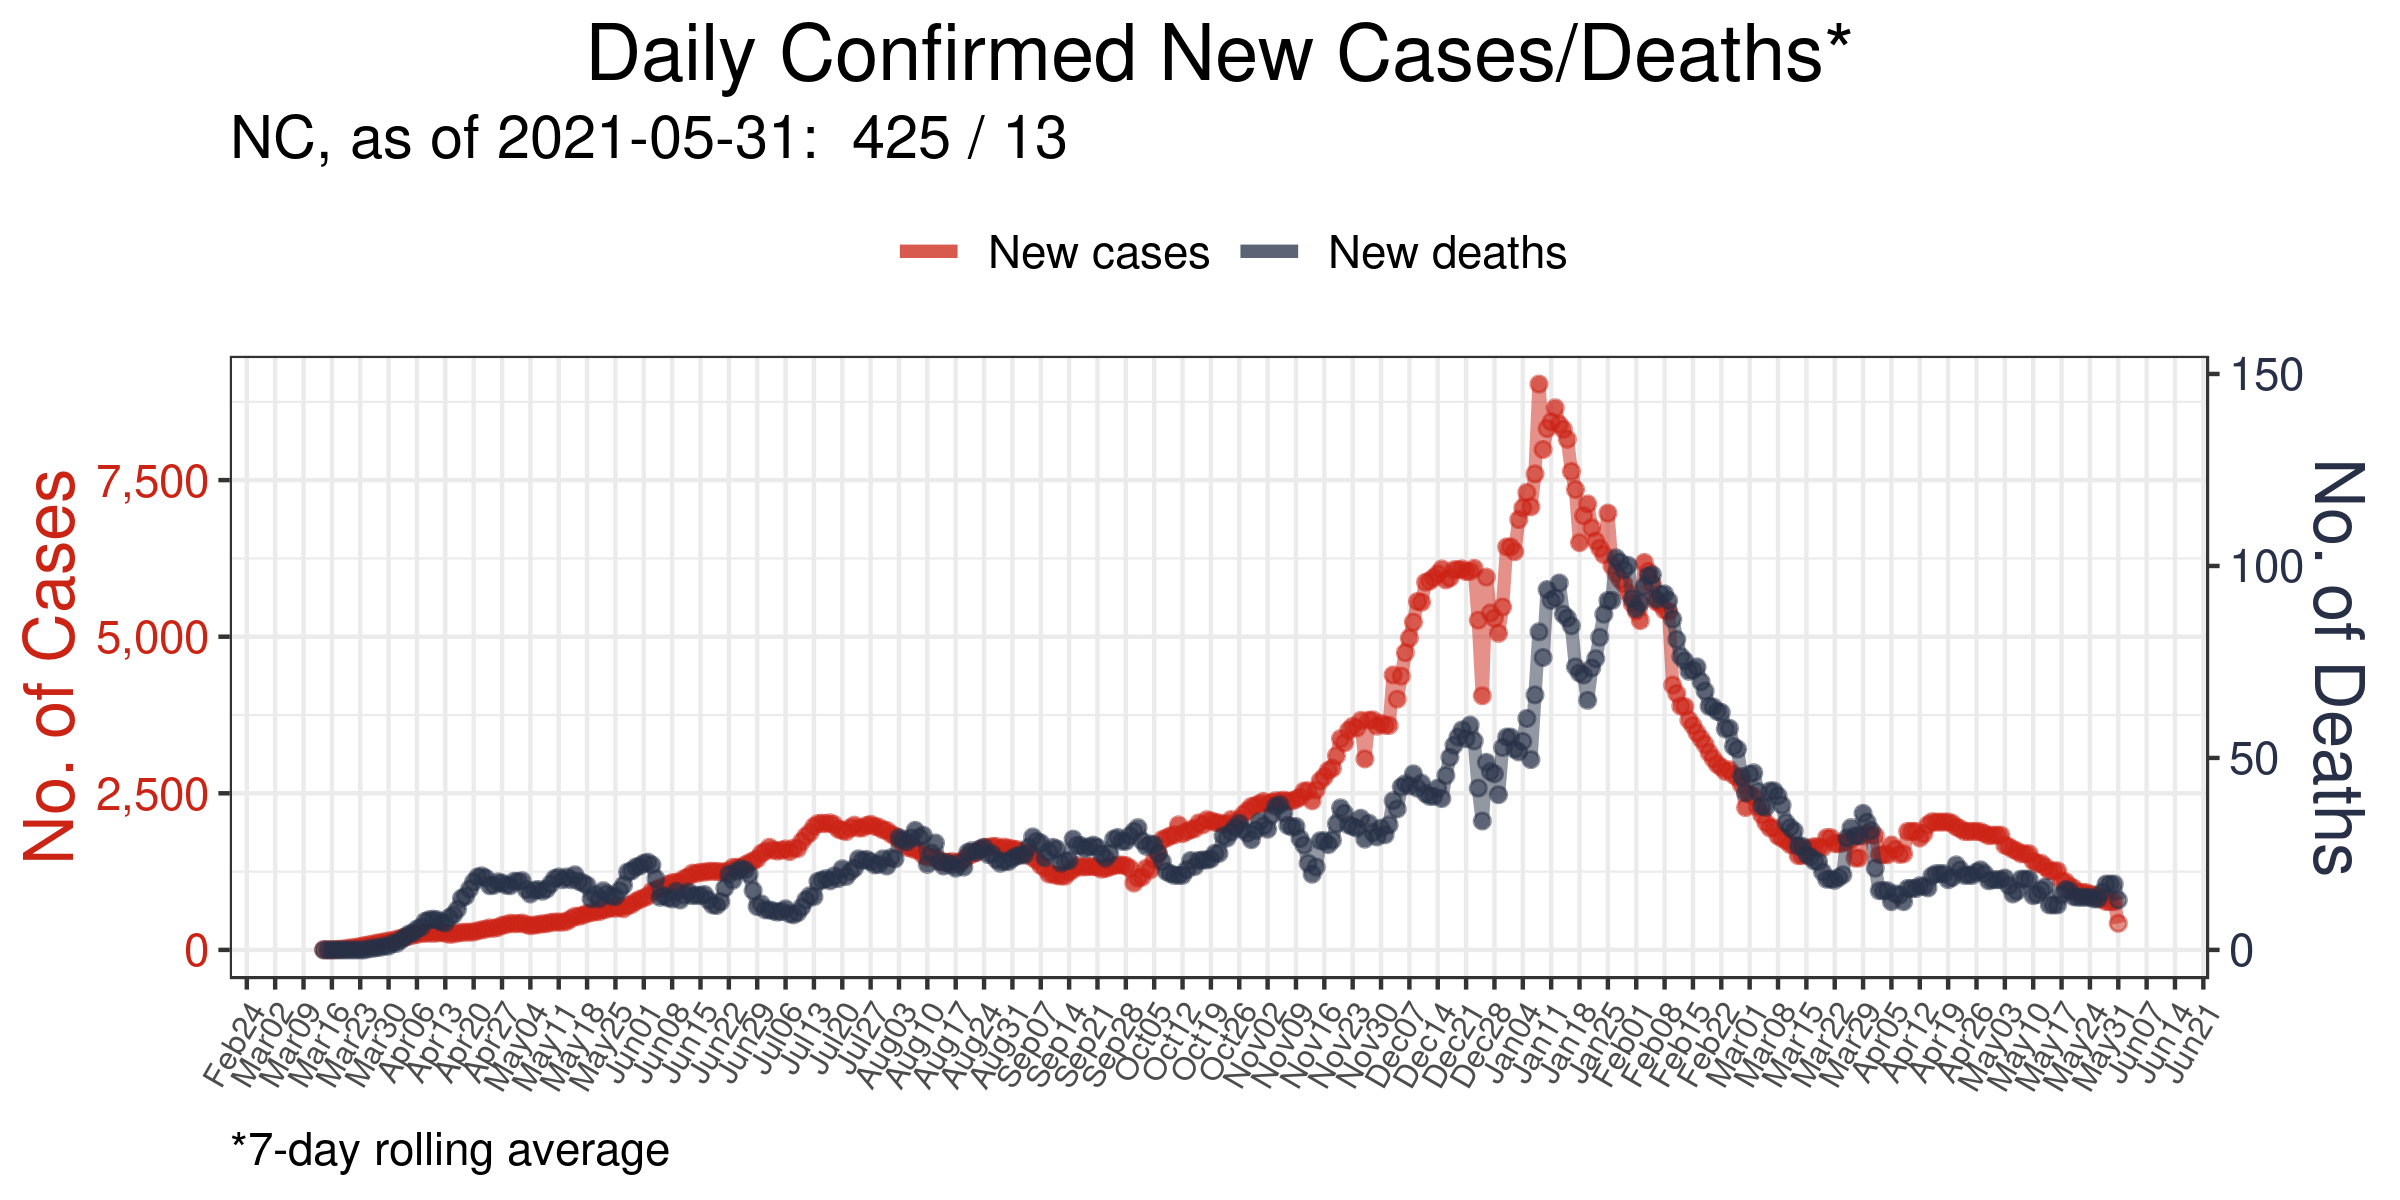 Daily Confirmed New Cases/Deaths*
NC, as of 2021-05-31:  425 / 13
New cases
New deaths
No. of Cases
7,500
5,000
2,500
0
150
100
50
0
No. of Deaths
Feb24
Mar02
Mar09
Mar16
Mar23
Mar30
Apr06
Apr13
Apr20
Apr27
May04
May11
May18
May25
Jun01
Jun08
Jun15
Jun22
Jun29
Jul06
Jul13
Jul20
Jul27
Aug03
Aug10
Aug17
Aug24
Aug31
Sep07
Sep14
Sep21
Sep28
Oct05
Oct12
Oct19
Oct26
Nov02
Nov09
Nov16
Nov23
Nov30
Dec07
Dec14
Dec21
Dec28
Jan04
Jan11
Jan18
Jan25
Feb01
Feb08
Feb15
Feb22
Mar01
Mar08
Mar15
Mar22
Mar29
Apr05
Apr12
Apr19
Apr26
May03
May10
May17
May24
May31
Jun07
Jun14
Jun21
*7-day rolling average